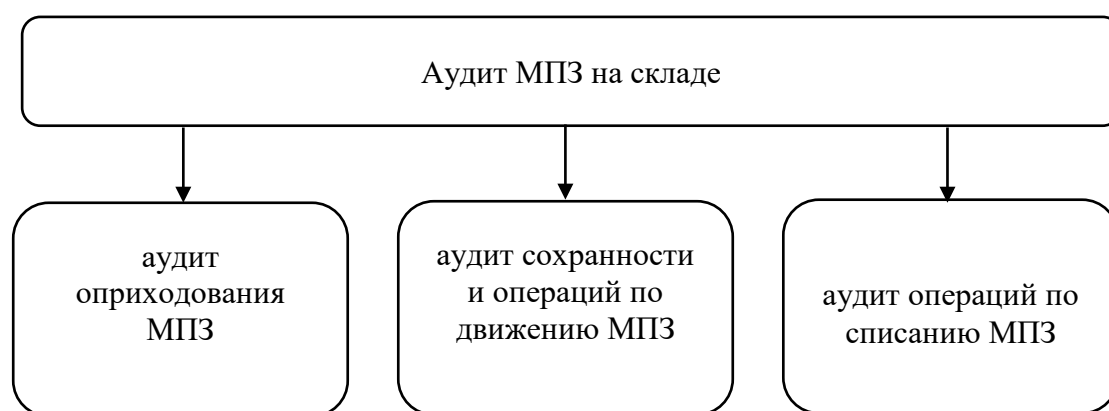 Аудит МПЗ на складе
аудит
оприходования
МПЗ
аудит сохранности
и операций по
движению МПЗ
аудит операций по
списанию МПЗ